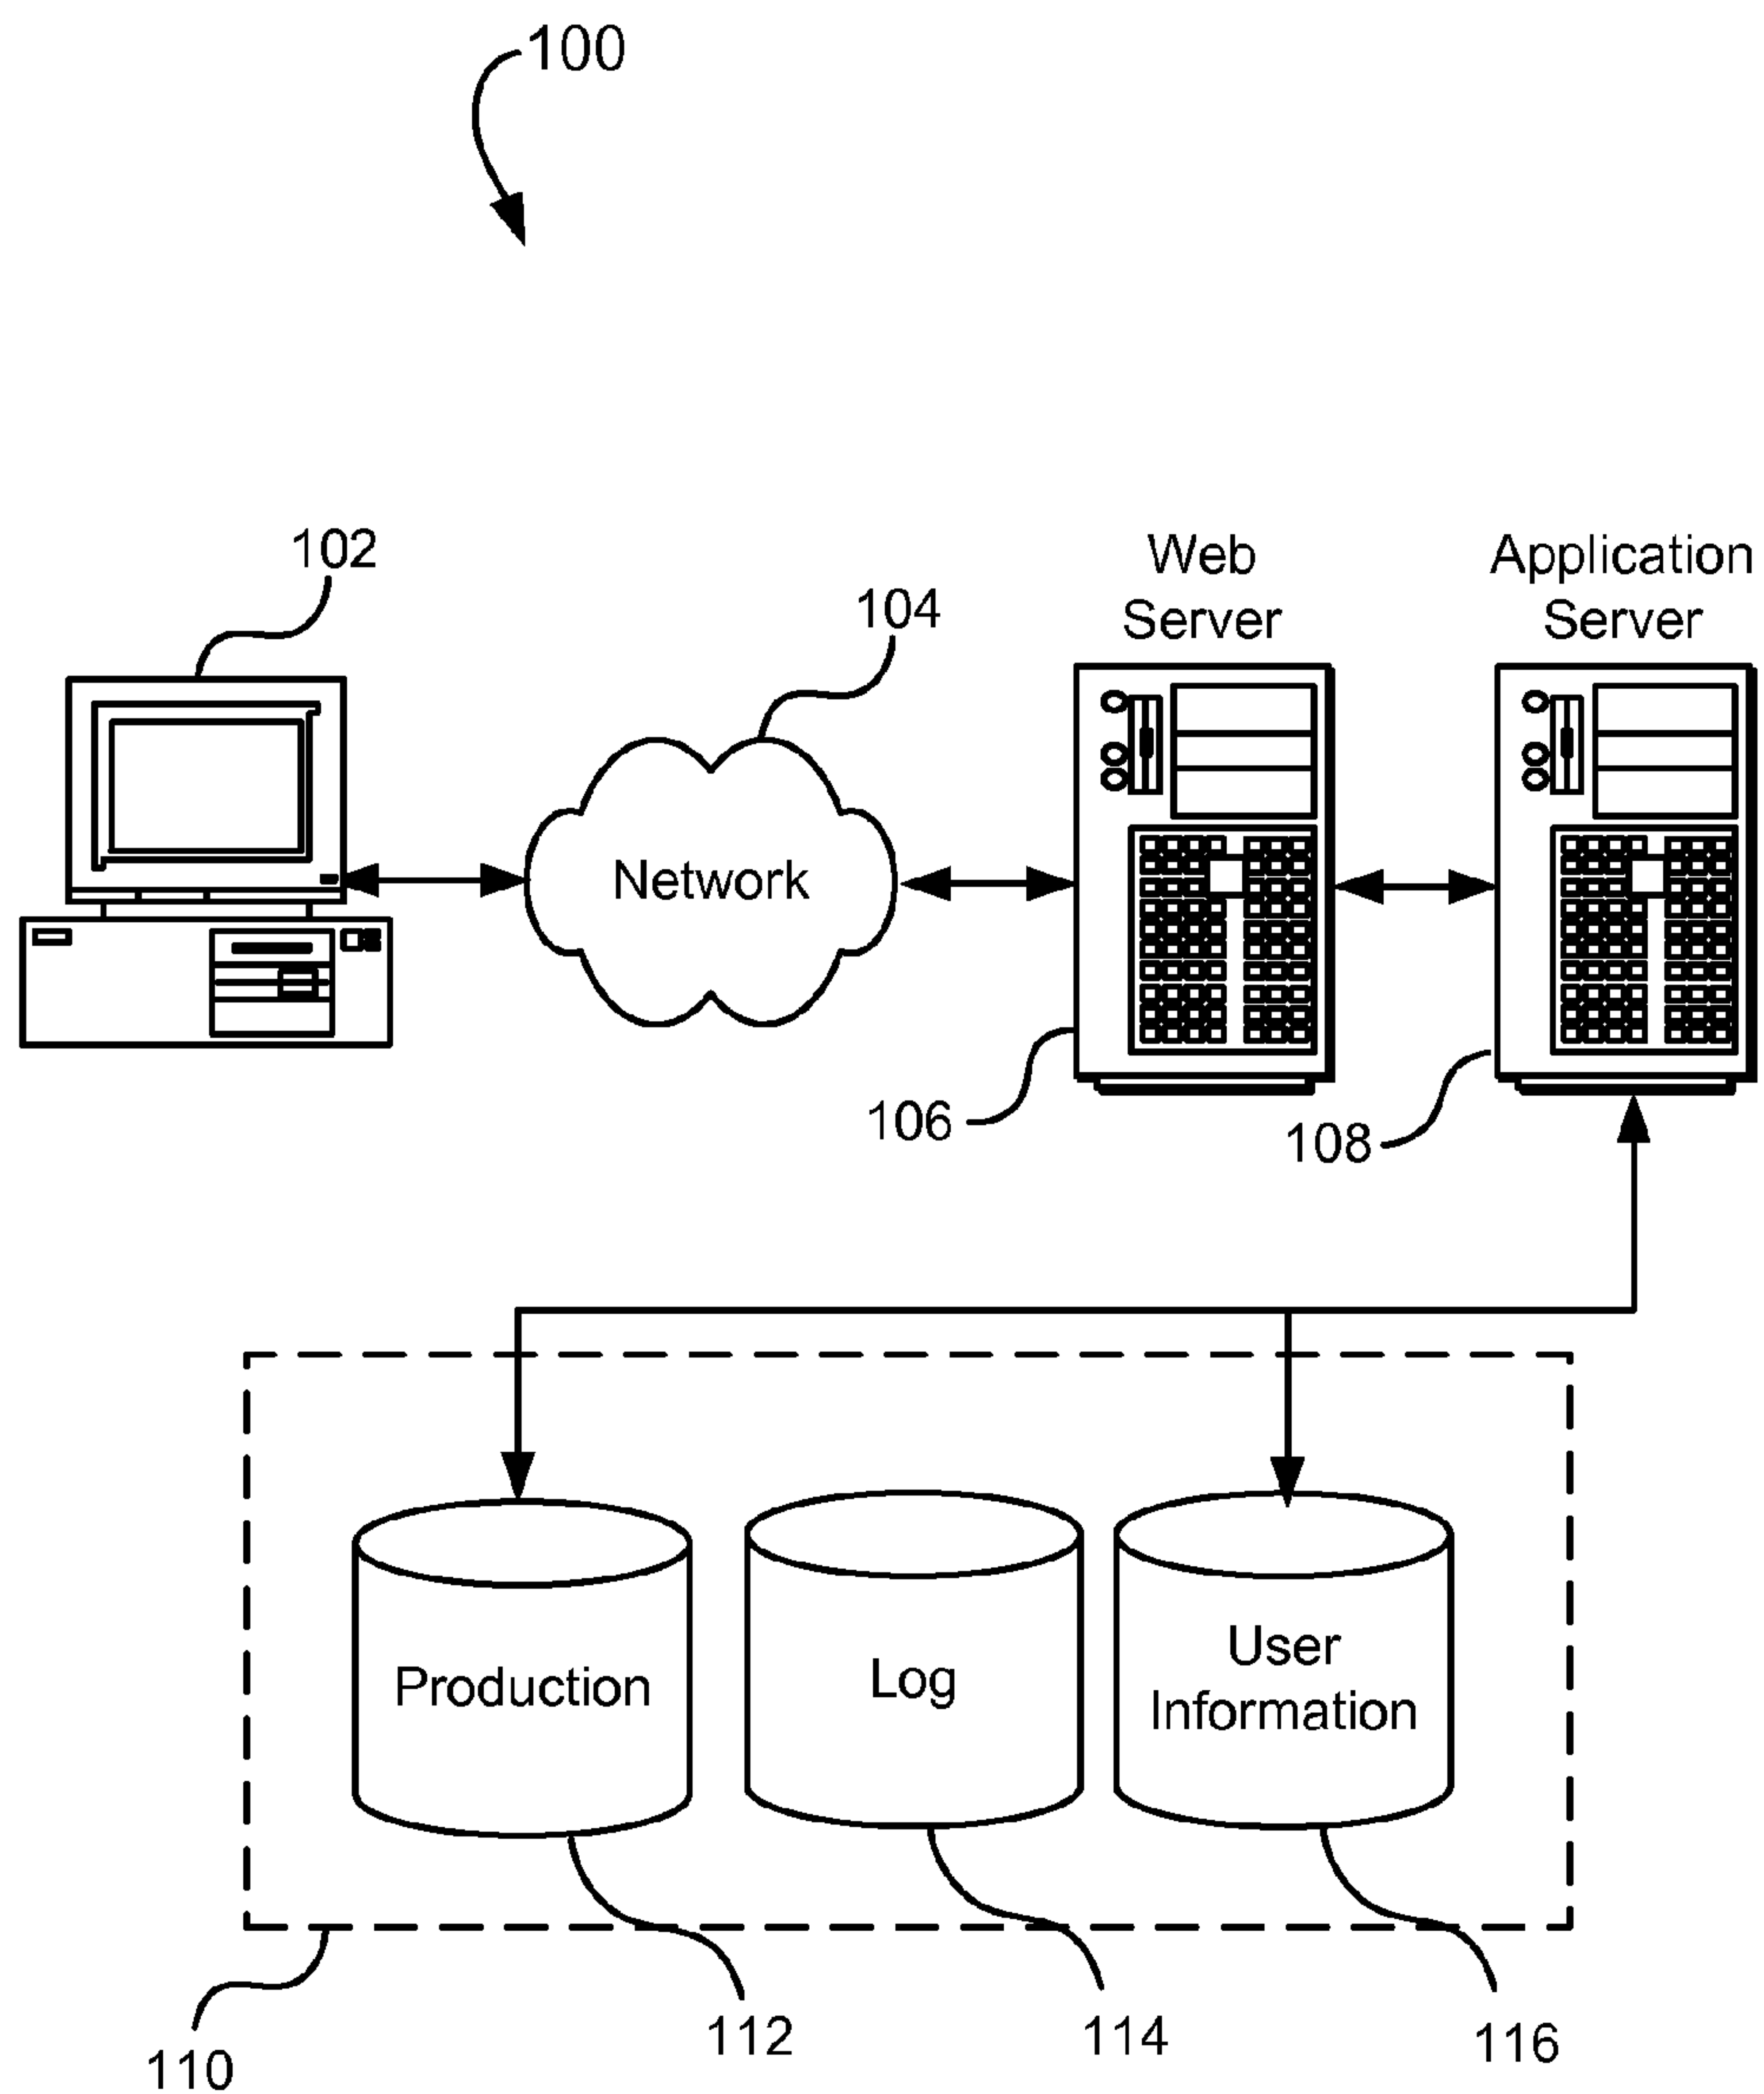 100
102
104
Web
Server
Application
Server
Network
106
108
Production
Log
User
Information
110
112
114
116